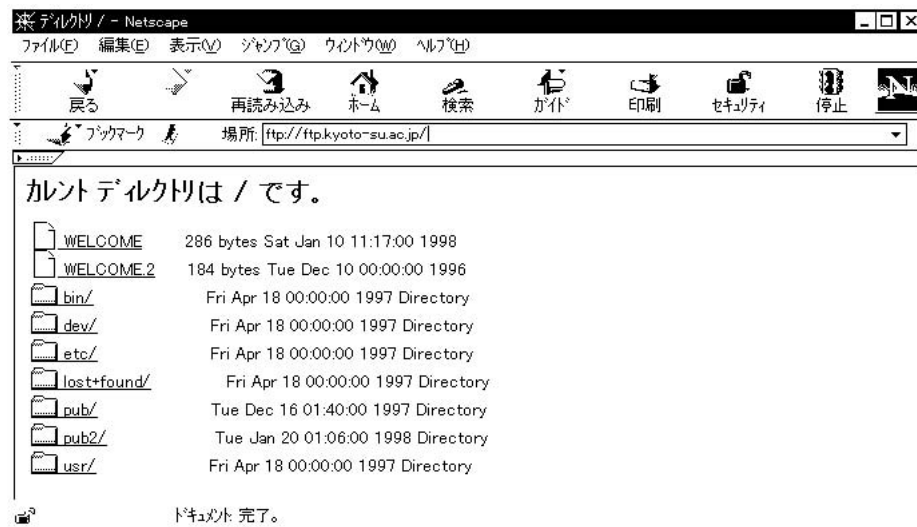 ディレクトリ / - Netscape
ファイル(F) 編集(E) 表示(V) ジャンプ(G) ウィンドウ(W) ヘルプ(H)
戻る 再読み込み ホーム 検索 ガイド 印刷 セキュリティ 停止 N
ブックマーク 場所: ftp://ftp.kyoto-su.ac.jp/
カレント ディレクトリは / です。
WELCOME 286 bytes Sat Jan 10 11:17:00 1998
WELCOME.2 184 bytes Tue Dec 10 00:00:00 1996
bin/ Fri Apr 18 00:00:00 1997 Directory
dev/ Fri Apr 18 00:00:00 1997 Directory
etc/ Fri Apr 18 00:00:00 1997 Directory
lost+found/ Fri Apr 18 00:00:00 1997 Directory
pub/ Tue Dec 16 01:40:00 1997 Directory
pub2/ Tue Jan 20 01:06:00 1998 Directory
usr/ Fri Apr 18 00:00:00 1997 Directory
ドキュメント: 完了。